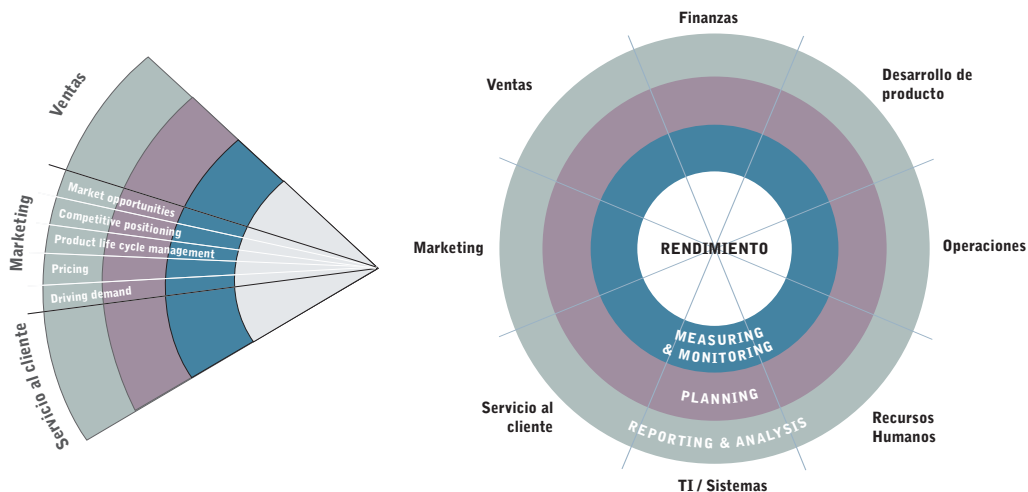 Ventas
Marketing
Servicio al cliente
Market opportunities
Competitive positioning
Product life cycle management
Pricing
Driving demand
Finanzas
Desarrollo de
producto
Operaciones
Recursos
Humanos
TI / Sistemas
Servicio al
cliente
Marketing
Ventas
RENDIMIENTO
MEASURING
& MONITORING
PLANNING
REPORTING & ANALYSIS